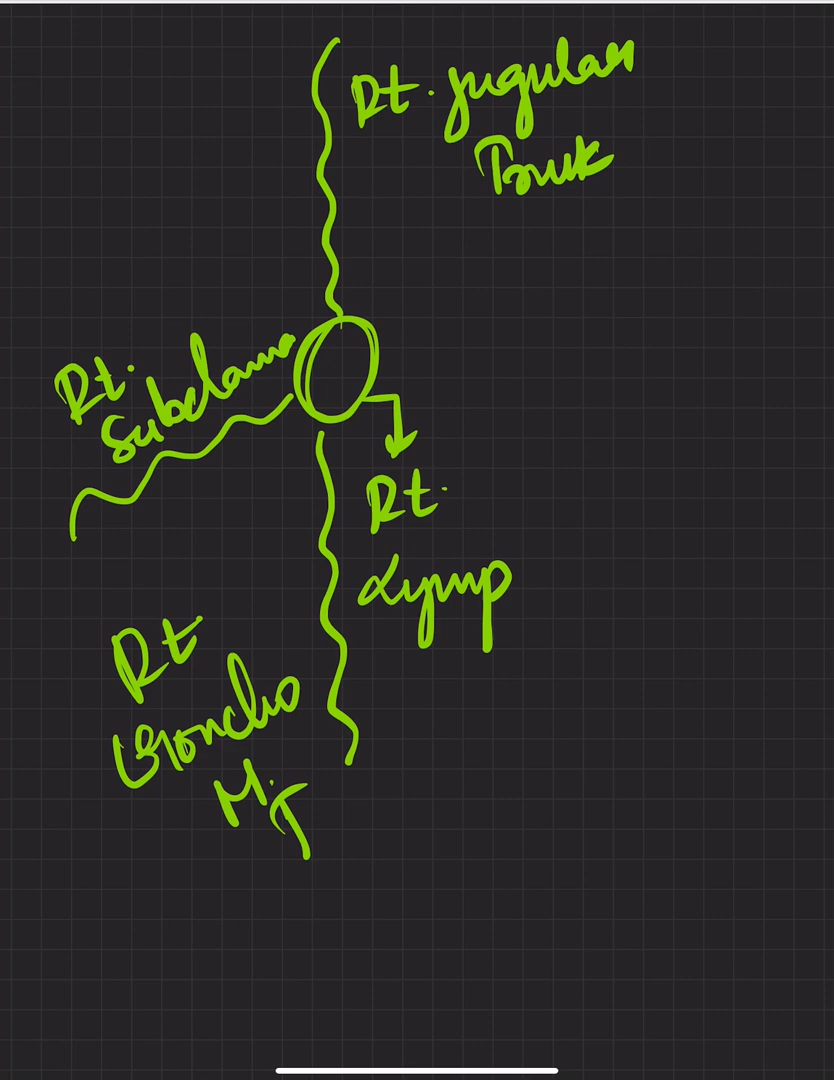 Rt. jugular
Trunk
Rt.
Subclavian
Rt.
Lymp
Rt
Broncho
M.T